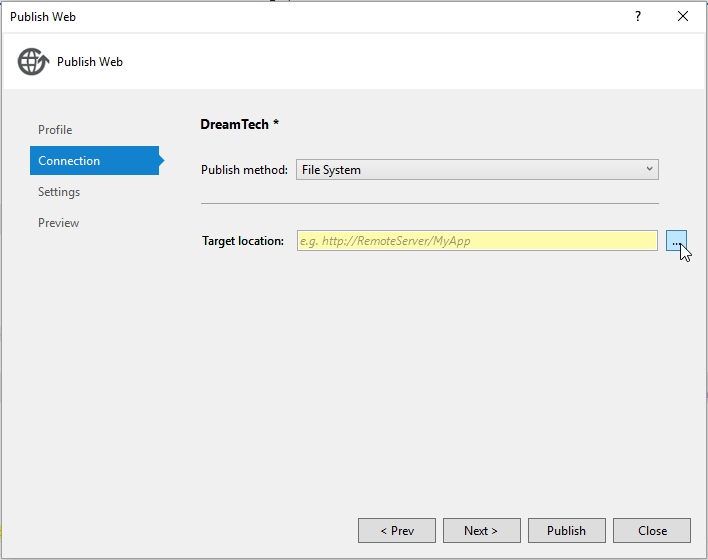 Publish Web
?
Publish Web
Profile
Connection
Settings
Preview
DreamTech *
Publish method: File System
Target location: e.g. http://RemoteServer/MyApp ...
< Prev Next > Publish Close